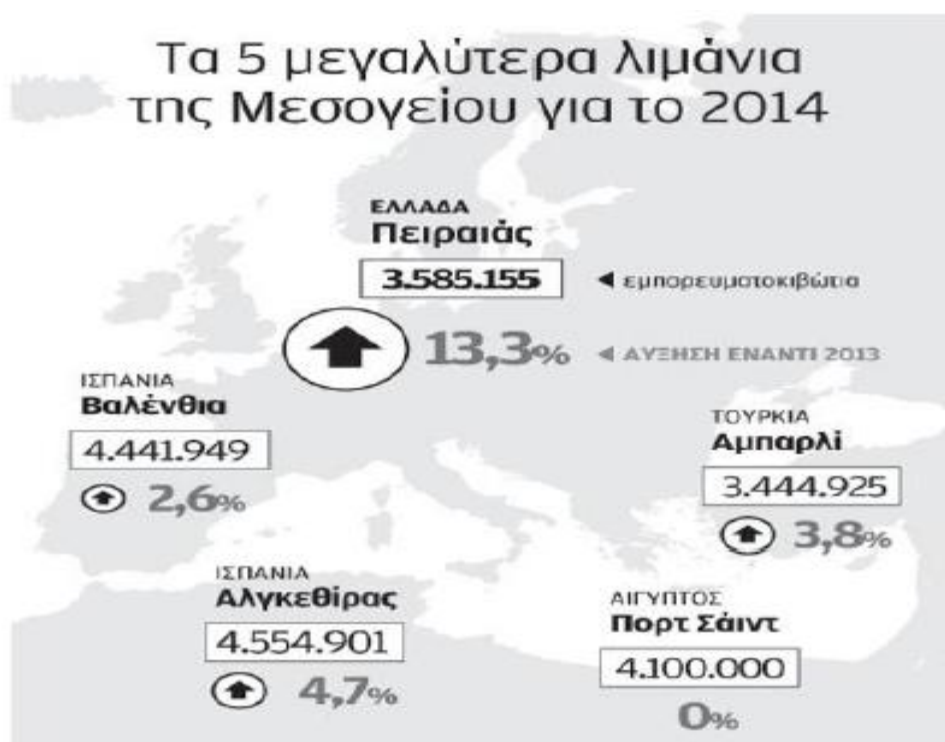 Τα 5 μεγαλύτερα λιμάνια
της Μεσογείου για το 2014
ΕΛΛΑΔΑ
Πειραιάς
3.585.155
εμπορευματοκιβώτια
13,3%
ΑΥΞΗΣΗ ΕΝΑΝΤΙ 2013
ΙΣΠΑΝΙΑ
Βαλένθια
4.441.949
2,6%
ΤΟΥΡΚΙΑ
Αμπαρλί
3.444.925
3,8%
ΙΣΠΑΝΙΑ
Αλγκεθίρας
4.554.901
4,7%
ΑΙΓΥΠΤΟΣ
Πορτ Σάιντ
4.100.000
0%